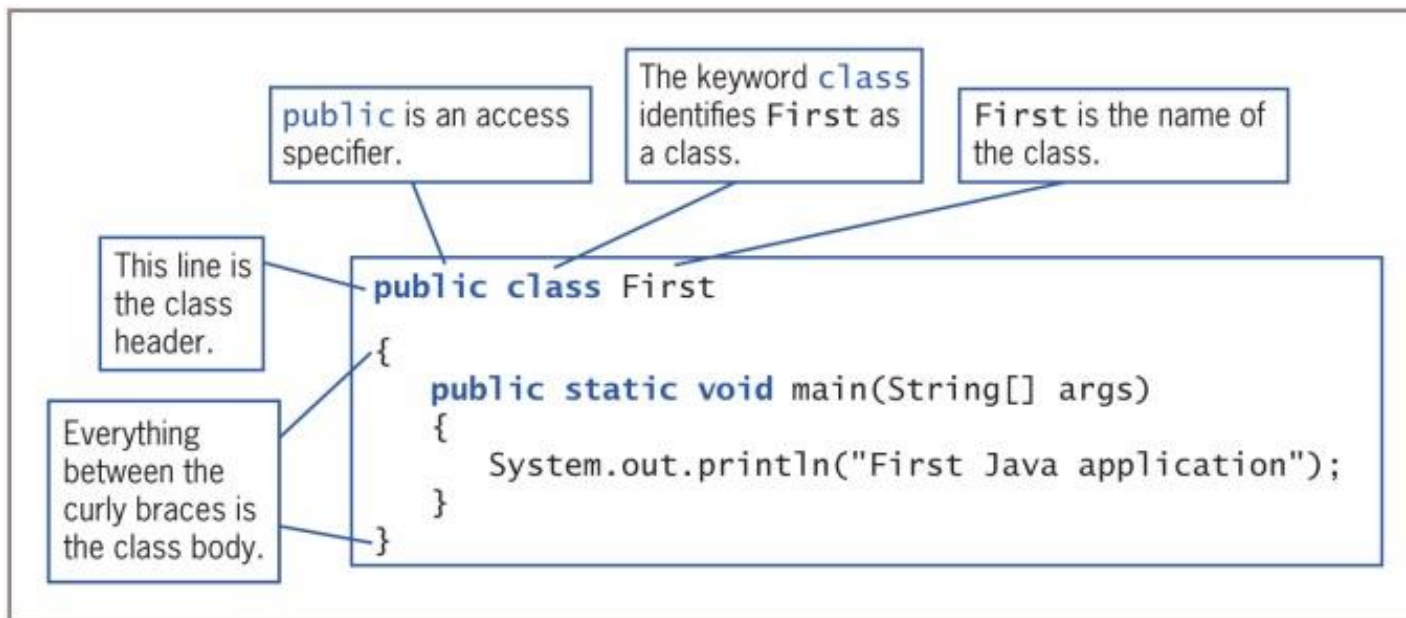 public is an access
specifier.
The keyword class
identifies First as
a class.
First is the name of
the class.
This line is
the class
header.
public class First
{
public static void main(String[] args)
{
System.out.println("First Java application");
}
}
Everything
between the
curly braces is
the class body.